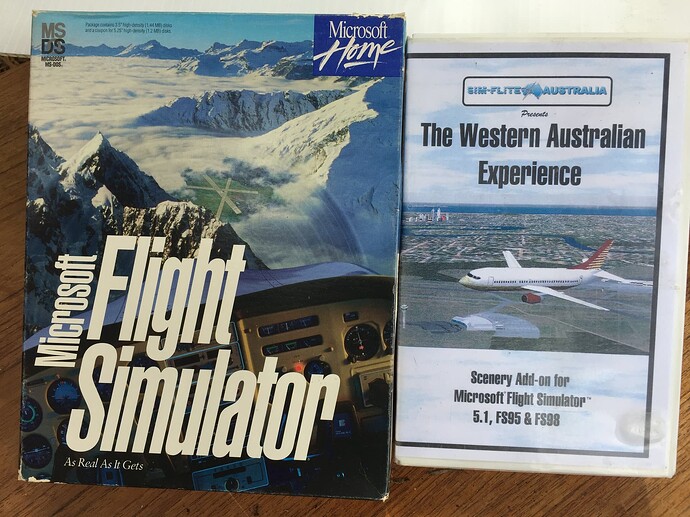 MS
DS
MICROSOFT.
MS-DOS.
Package contains 3.5" high-density (1.44 MB) disks
and a coupon for 5.25" high-density (1.2 MB) disks.
Microsoft
Home
Microsoft
Flight
Simulator
As Real As It Gets
SIM-FLITE AUSTRALIA
Presents
The Western Australian
Experience
Scenery Add-on for
Microsoft® Flight Simulator™
5.1, FS95 & FS98